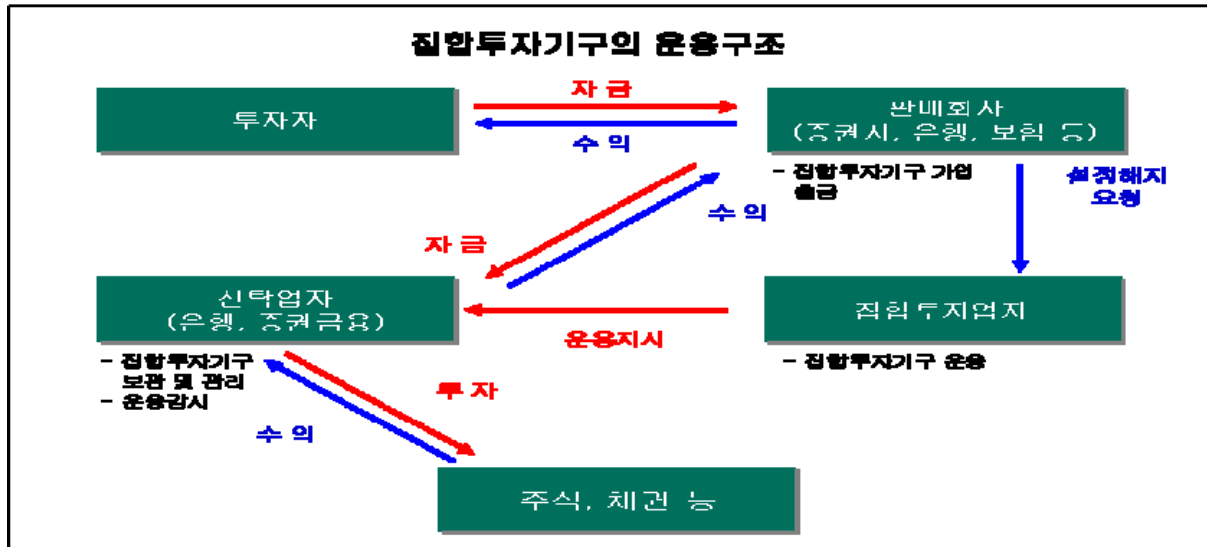 집합투자기구의 운용구조
자 금
투자자
판매회사
(증권사, 은행, 보험 등)
수 익
- 집합투자기구 가입
출금
설정해지
요청
수 익
자 금
신탁업자
(은행, 증권금융)
집합투자업자
운용지시
- 집합투자기구
보관 및 관리
- 운용감시
- 집합투자기구 운용
투 자
수 익
주식, 채권 등